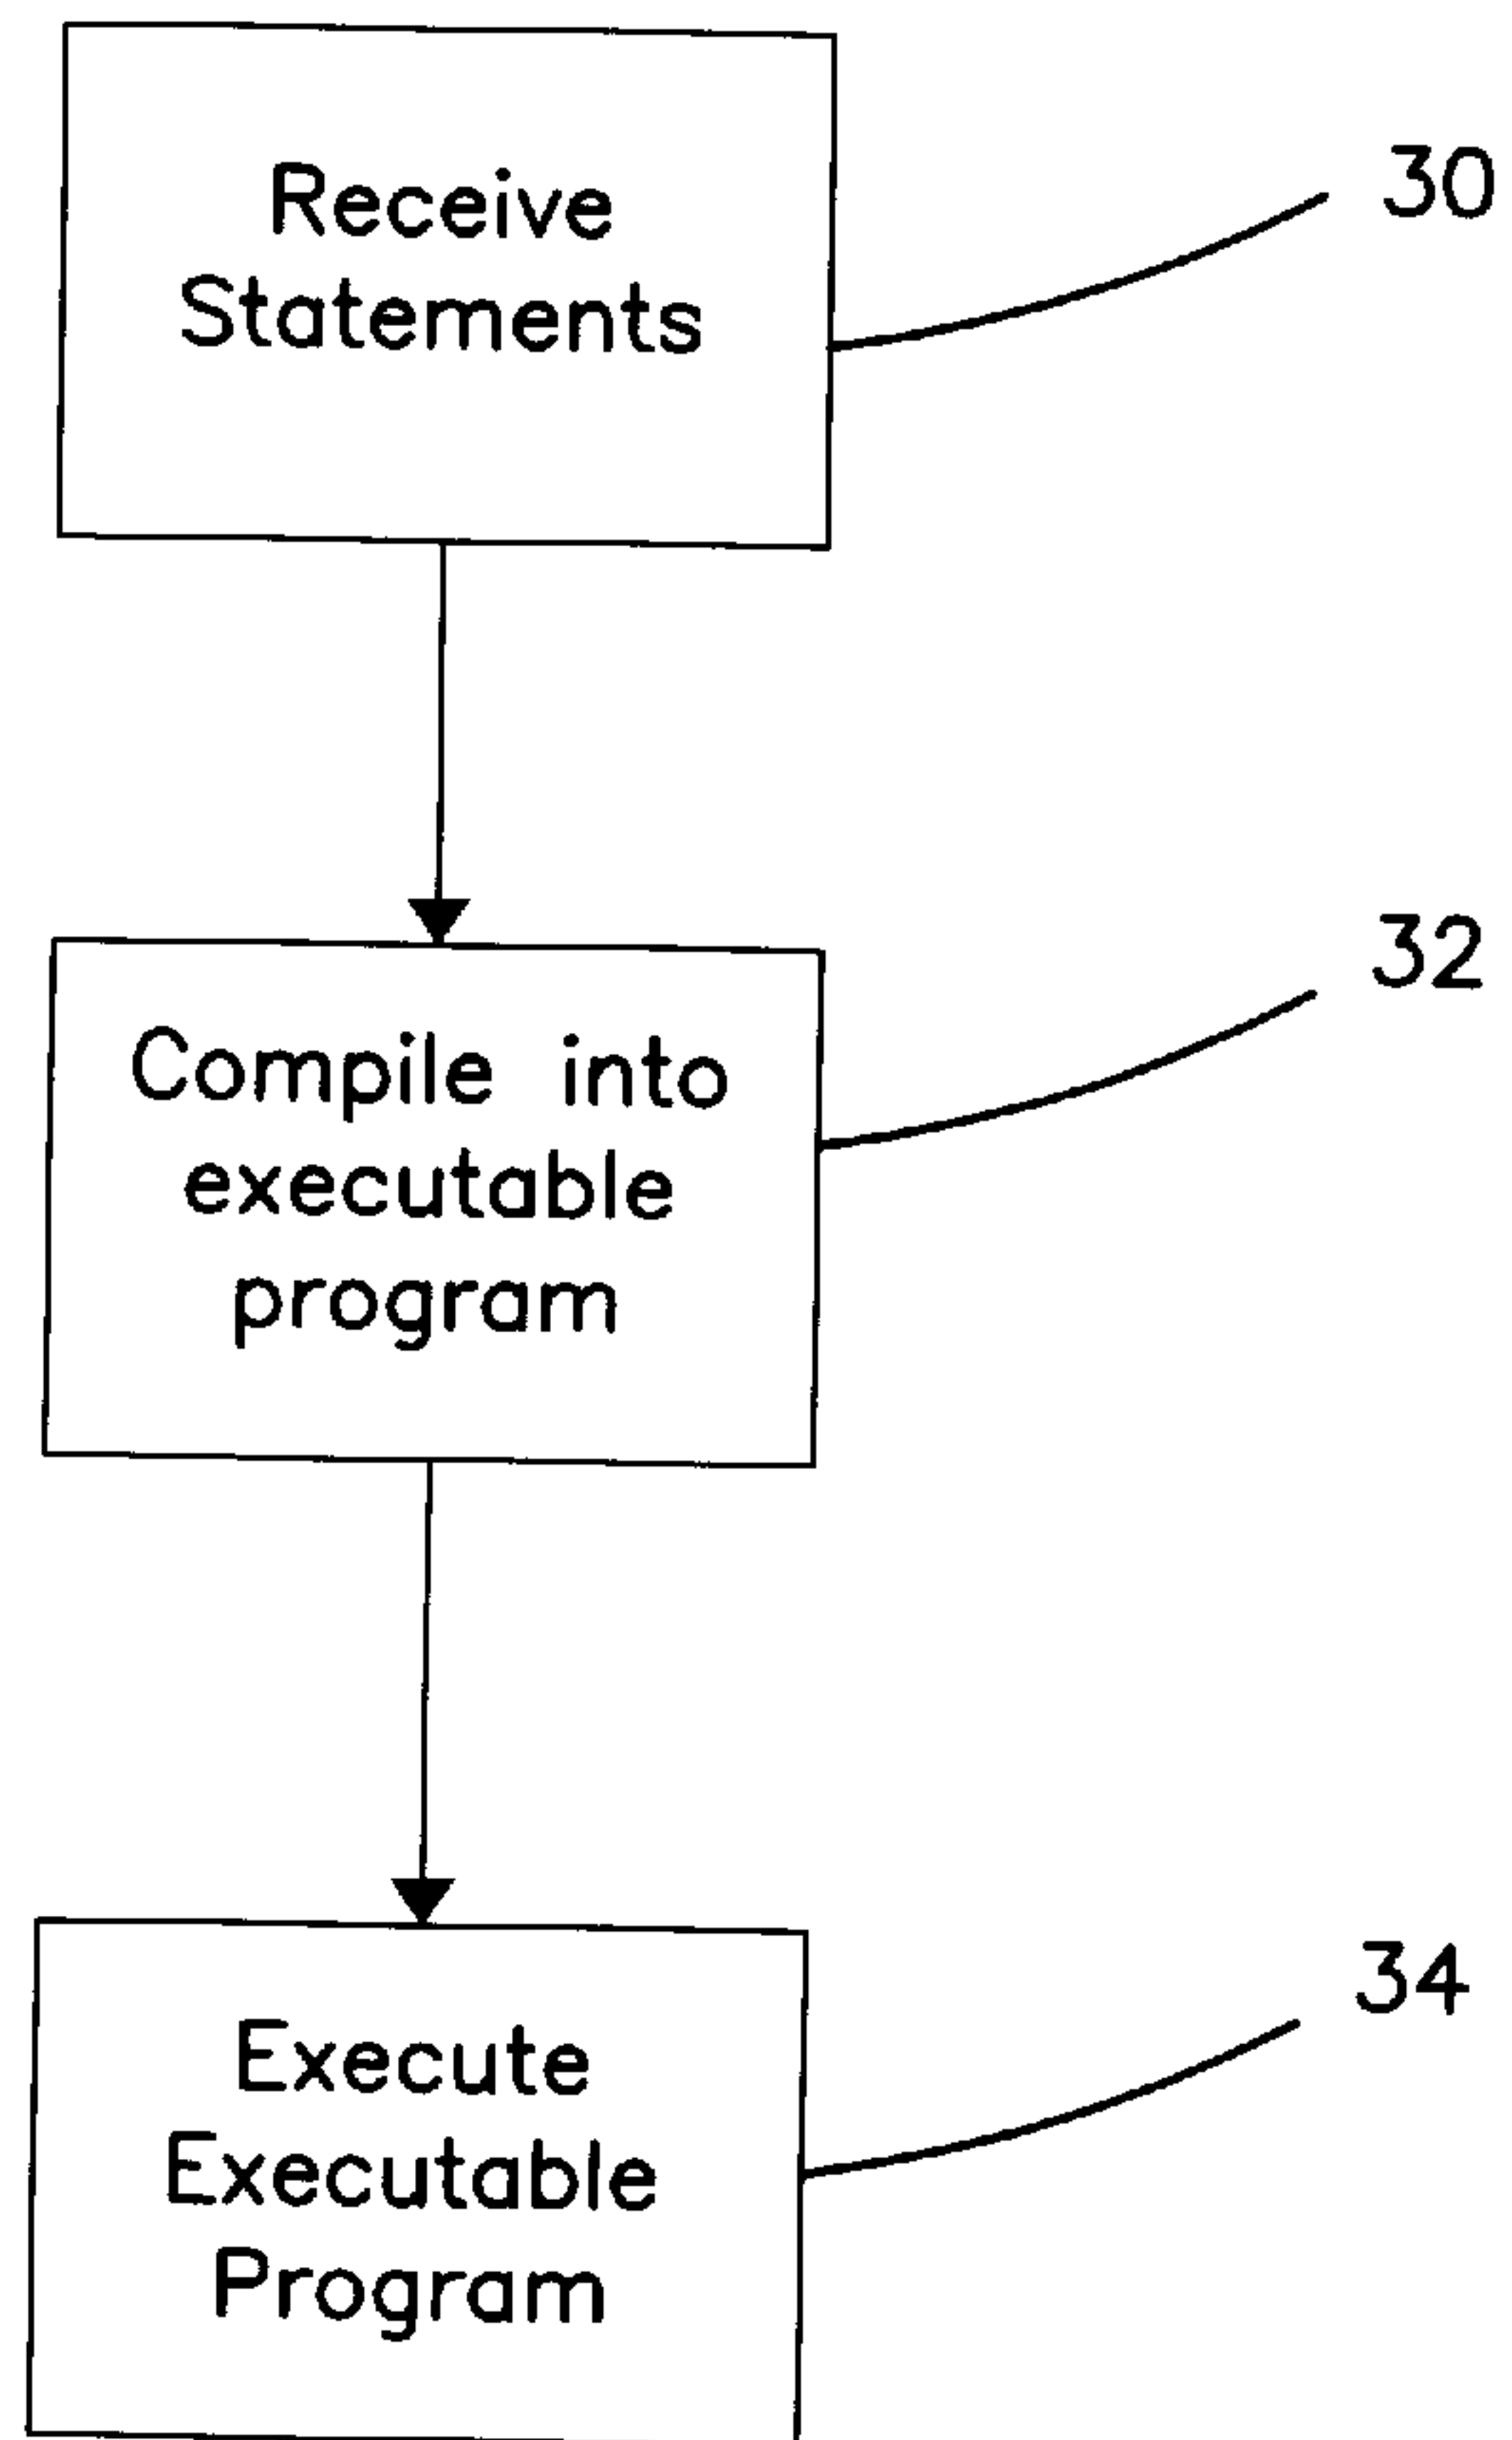 Receive
Statements
30
Compile into
executable
program
32
Execute
Executable
Program
34